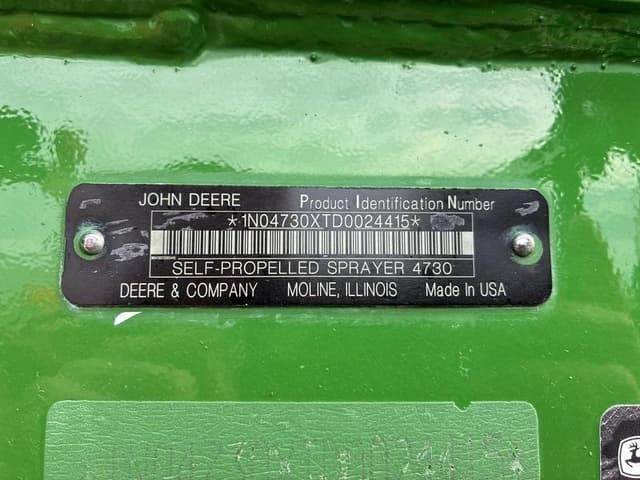 JOHN DEERE Product Identification Number
*1N04730XTD0024415*
SELF-PROPELLED SPRAYER 4730
DEERE & COMPANY MOLINE, ILLINOIS Made In USA